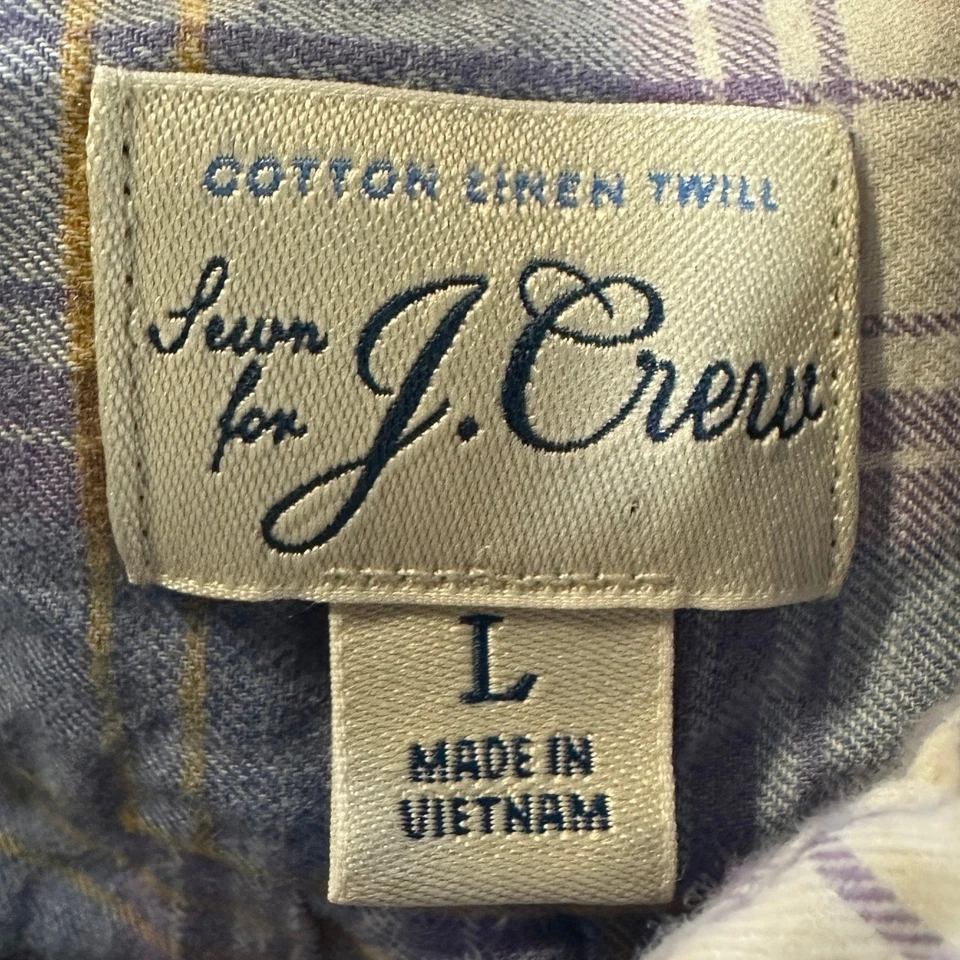 COTTON LINEN TWILL
Sewn
for
J.Crew
L
MADE IN
VIETNAM